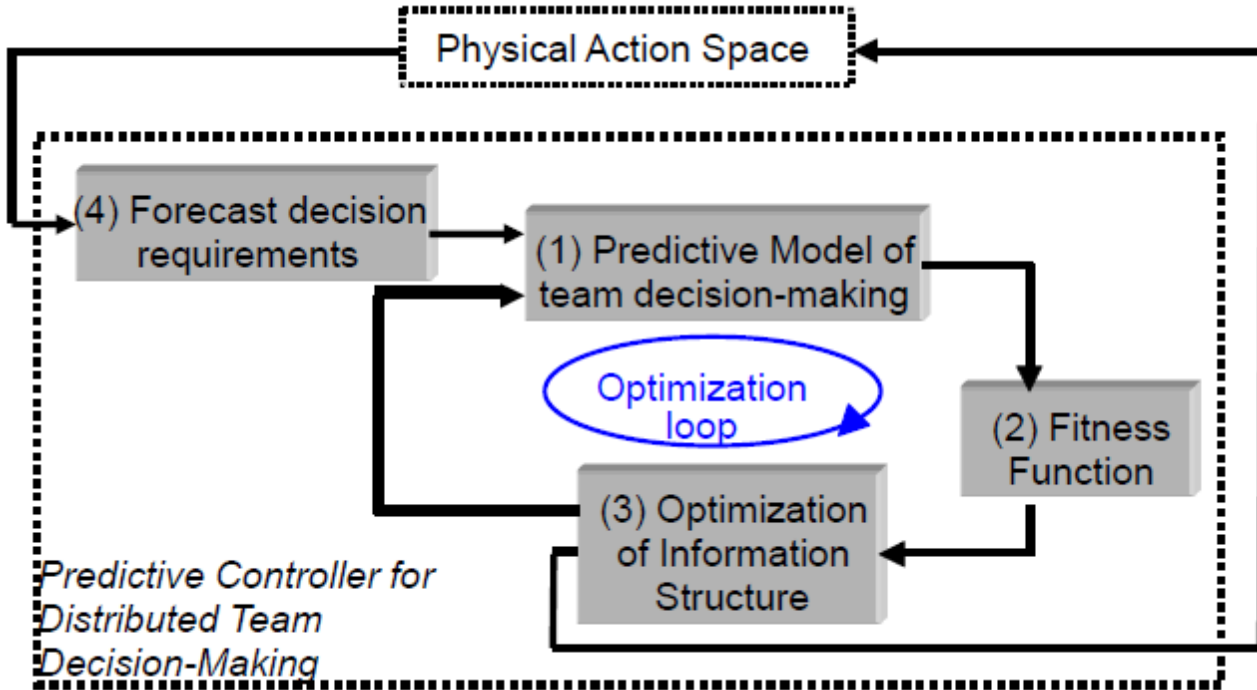 Physical Action Space
(4) Forecast decision
requirements
(1) Predictive Model of
team decision-making
Optimization
loop
(2) Fitness
Function
(3) Optimization
of Information
Structure
Predictive Controller for
Distributed Team
Decision-Making